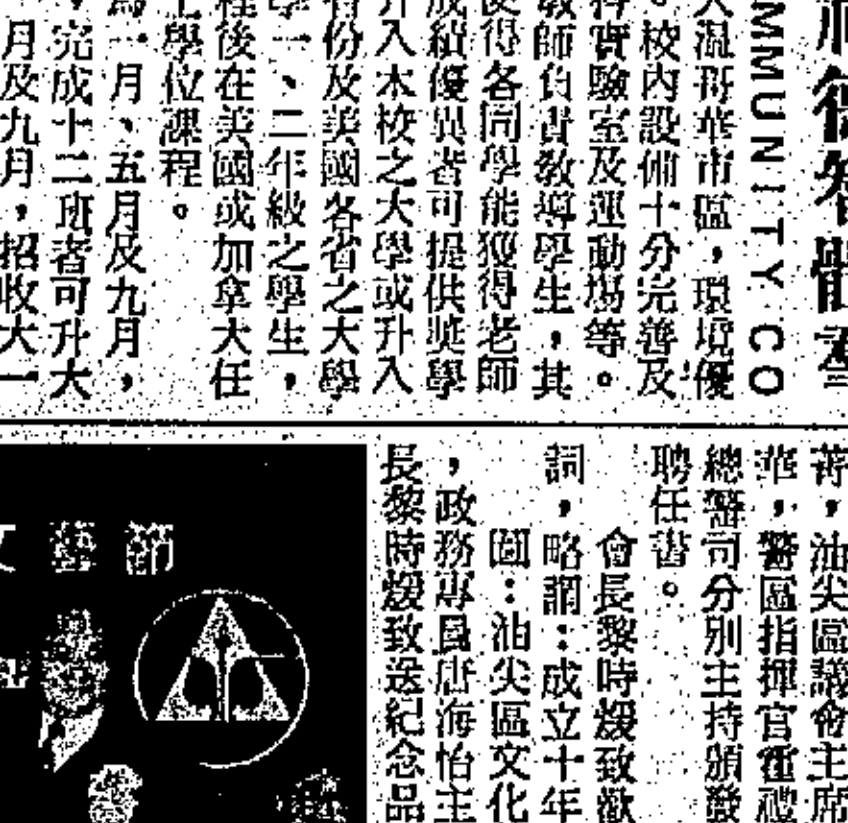 MMUNITY CO
大温哥華市區，環境優
。校內設備十分完善及
實驗室及運動場等。
教師負責教導學生，其
使得各同學能獲得老師
成績優異者可提供獎學
升入本校之大學或升入
省份及美國各省之大學
學一、二年級之學生，
程後在美國或加拿大任
學位課程。
一月、五月及九月，
，完成十二班者可升大
月及九月，招收大一
，油尖區議會主席
華，警區指揮官霍禮
總警司分別主持頒發
聘任書。
會長黎時煖致歡
詞，略謂：成立十年
圖：油尖區文化
，政務專員唐海怡主
長黎時煖致送紀念品
文藝節